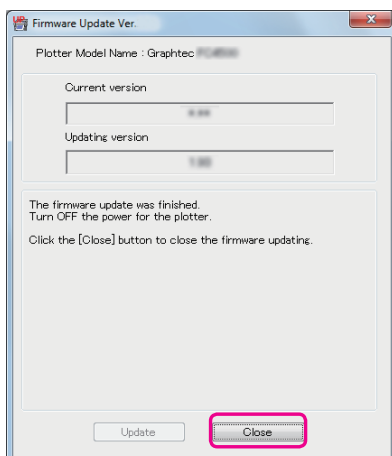 Firmware Update Ver.
Plotter Model Name : Graphtec
Current version
Updating version
The firmware update was finished.
Turn OFF the power for the plotter.
Click the [Close] button to close the firmware updating.
Update
Close